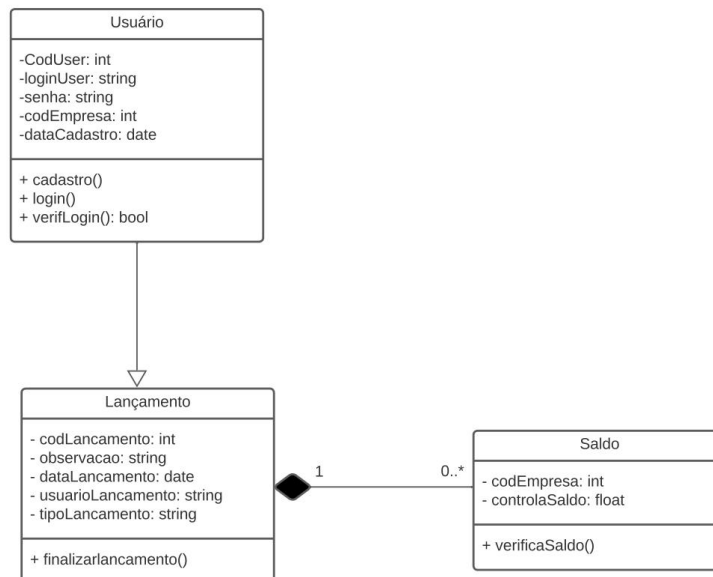 Usuário
-CodUser: int
-loginUser: string
-senha: string
-codEmpresa: int
-dataCadastro: date
+ cadastro()
+ login()
+ verifLogin(): bool
Lançamento
- codLancamento: int
- observacao: string
- dataLancamento: date
- usuarioLancamento: string
- tipoLancamento: string
+ finalizarlancamento()
1
0..*
Saldo
- codEmpresa: int
- controlaSaldo: float
+ verificaSaldo()